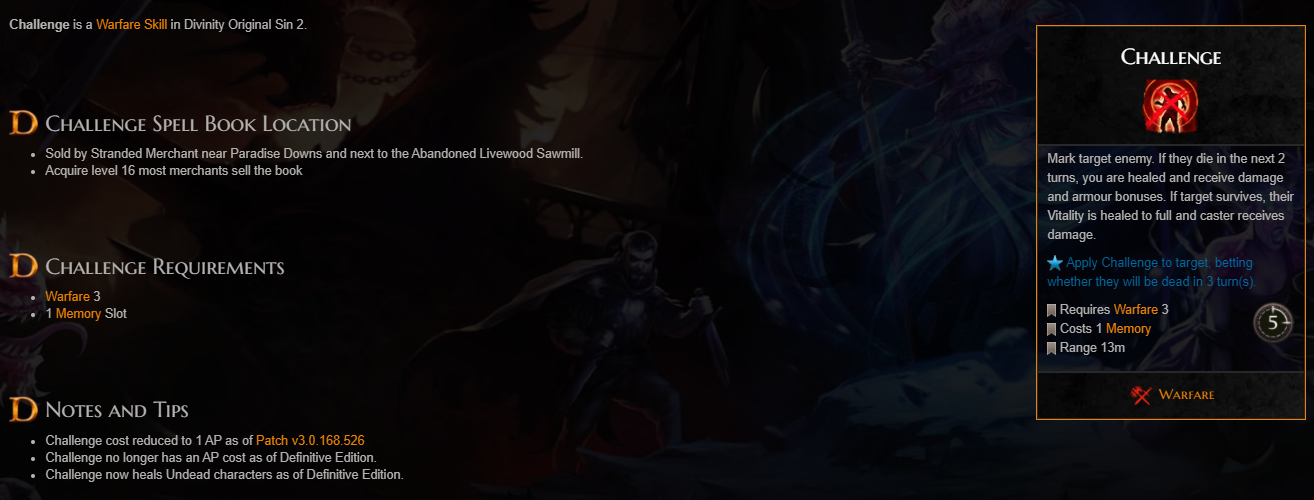 Challenge is a Warfare Skill in Divinity Original Sin 2.
Challenge Spell Book Location
Sold by Stranded Merchant near Paradise Downs and next to the Abandoned Livewood Sawmill.
Acquire level 16 most merchants sell the book
Challenge Requirements
Warfare 3
1 Memory Slot
Notes and Tips
Challenge cost reduced to 1 AP as of Patch v3.0.168.526
Challenge no longer has an AP cost as of Definitive Edition.
Challenge now heals Undead characters as of Definitive Edition.
Challenge
Mark target enemy. If they die in the next 2
turns, you are healed and receive damage
and armour bonuses. If target survives, their
Vitality is healed to full and caster receives
damage.
Apply Challenge to target, betting
whether they will be dead in 3 turn(s).
Requires Warfare 3
Costs 1 Memory
Range 13m
5
Warfare